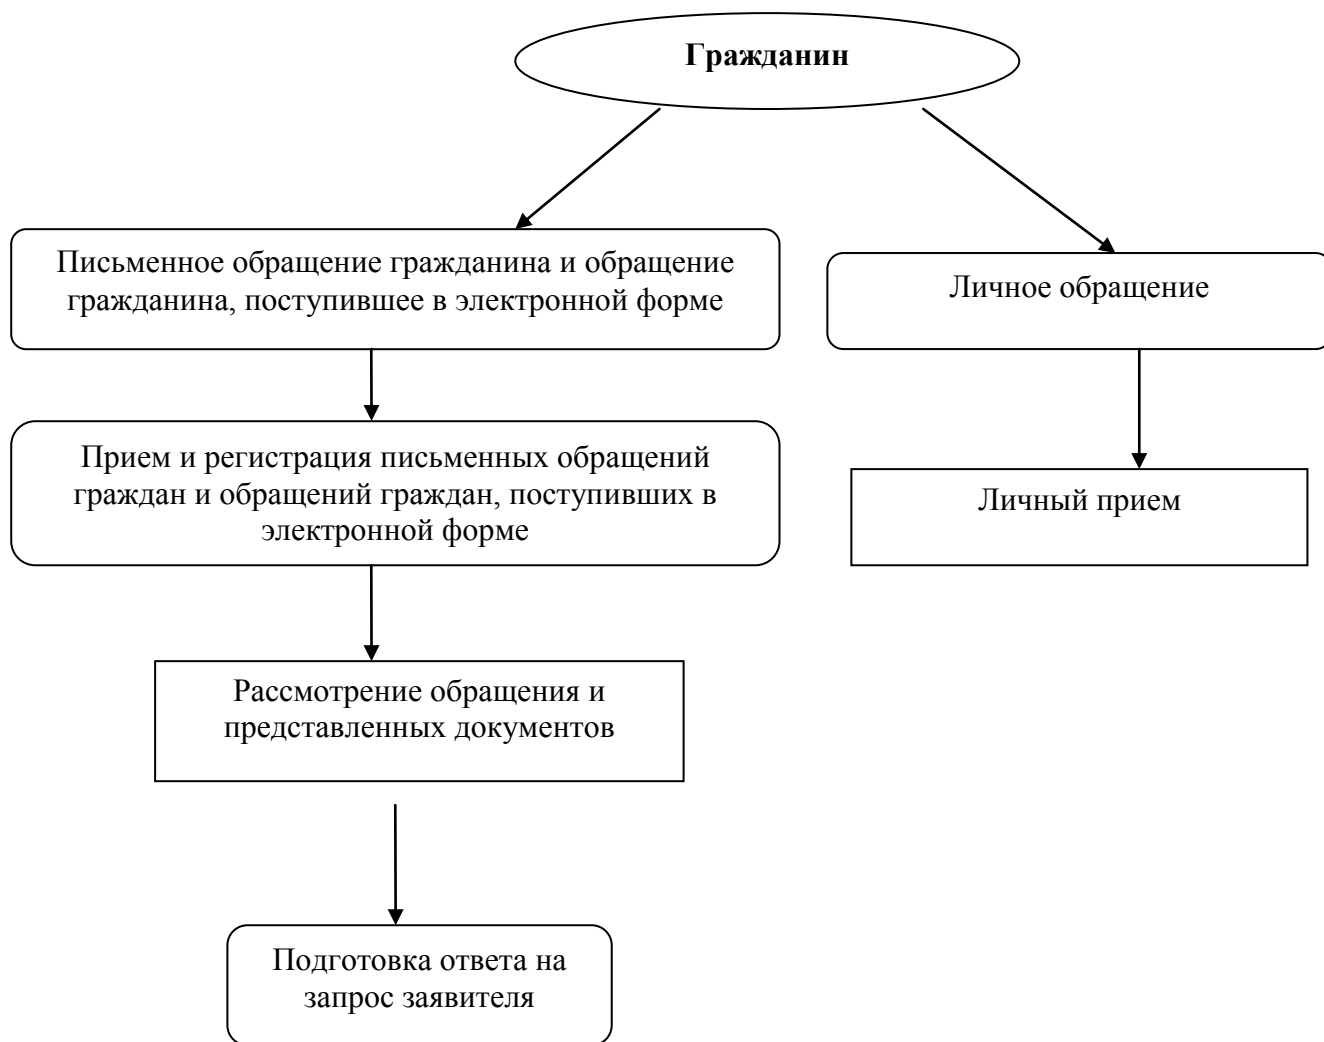 Гражданин
Письменное обращение гражданина и обращение
гражданина, поступившее в электронной форме
Личное обращение
Прием и регистрация письменных обращений
граждан и обращений граждан, поступивших в
электронной форме
Личный прием
Рассмотрение обращения и
представленных документов
Подготовка ответа на
запрос заявителя